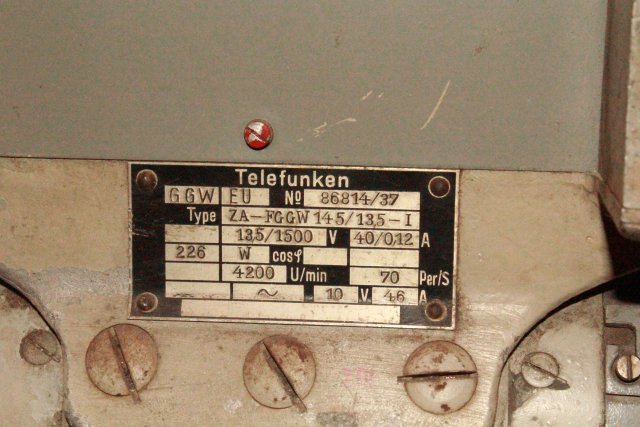 Telefunken
GGW EU № 86814/37
Type ZA-FGGW 145/13,5-I
13,5/1500 V 40/0,12 A
226 W cosφ
4200 U/min 70 Per/S
~ 10 V 4,6 A